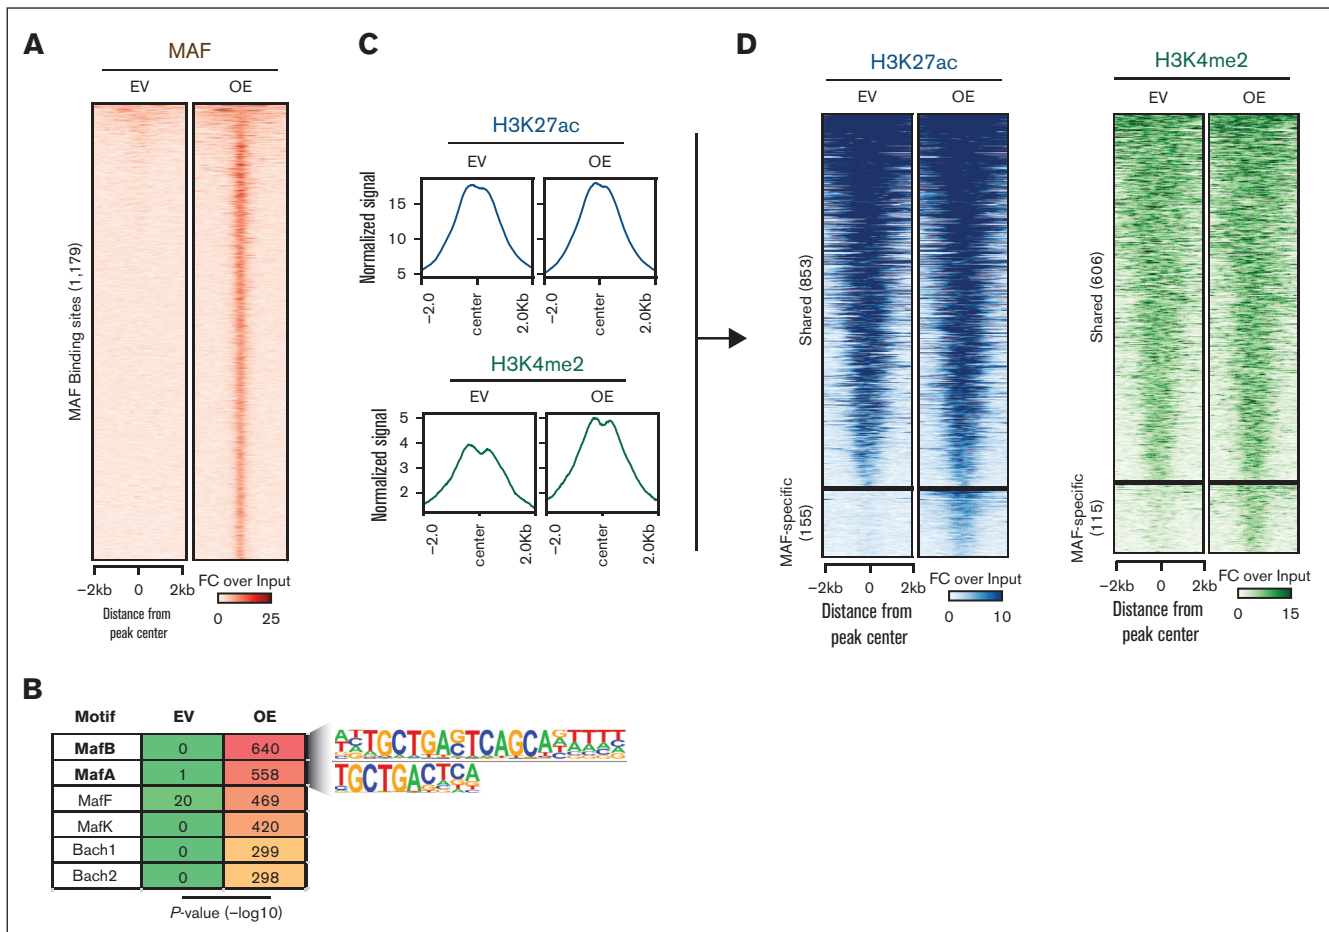 A
MAF
EV OE
MAF Binding sites (1,179)
−2kb 0 2kb
Distance from
peak center
FC over Input
0 25
C
H3K27ac
EV OE
Normalized signal
15
10
5
−2.0 center 2.0Kb −2.0 center 2.0Kb
H3K4me2
EV OE
Normalized signal
5
4
3
2
−2.0 center 2.0Kb −2.0 center 2.0Kb
D
H3K27ac
EV OE
Shared (853)
MAF-specific
(155)
−2kb 0 2kb
Distance from
peak center
FC over Input
0 10
H3K4me2
EV OE
Shared (606)
MAF-specific
(115)
−2kb 0 2kb
Distance from
peak center
FC over Input
0 15
B
Motif EV OE
MafB 0 640
MafA 1 558
MafF 20 469
MafK 0 420
Bach1 0 299
Bach2 0 298
P-value (−log10)
TGCTGAGTCAGCA
TGCTGACTCA